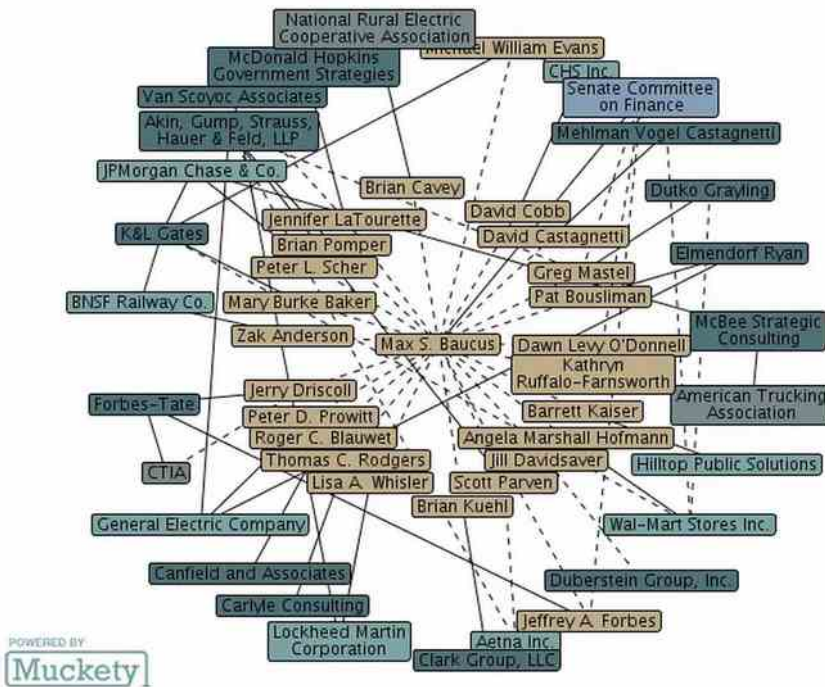 National Rural Electric
Cooperative Association
Michael William Evans
McDonald Hopkins
Government Strategies
CHS Inc.
Van Scoyoc Associates
Senate Committee
on Finance
Akin, Gump, Strauss,
Hauer & Feld, LLP
Mehlman Vogel Castagnetti
JPMorgan Chase & Co.
Brian Cavey
Dutko Grayling
David Cobb
Jennifer LaTourette
K&L Gates
David Castagnetti
Brian Pomper
Elmendorf Ryan
Peter L. Scher
Greg Mastel
Pat Bousliman
BNSF Railway Co.
Mary Burke Baker
McBee Strategic
Consulting
Zak Anderson
Max S. Baucus
Dawn Levy O'Donnell
Kathryn
Ruffalo-Farnsworth
Jerry Driscoll
American Trucking
Association
Forbes-Tate
Peter D. Prowitt
Barrett Kaiser
Roger C. Blauwet
Angela Marshall Hofmann
Thomas C. Rodgers
Jill Davidsaver
Hilltop Public Solutions
CTIA
Lisa A. Whisler
Scott Parven
Brian Kuehl
General Electric Company
Wal-Mart Stores Inc.
Canfield and Associates
Duberstein Group, Inc.
Carlyle Consulting
Jeffrey A. Forbes
Lockheed Martin
Corporation
Aetna Inc.
Clark Group, LLC
POWERED BY
Muckety